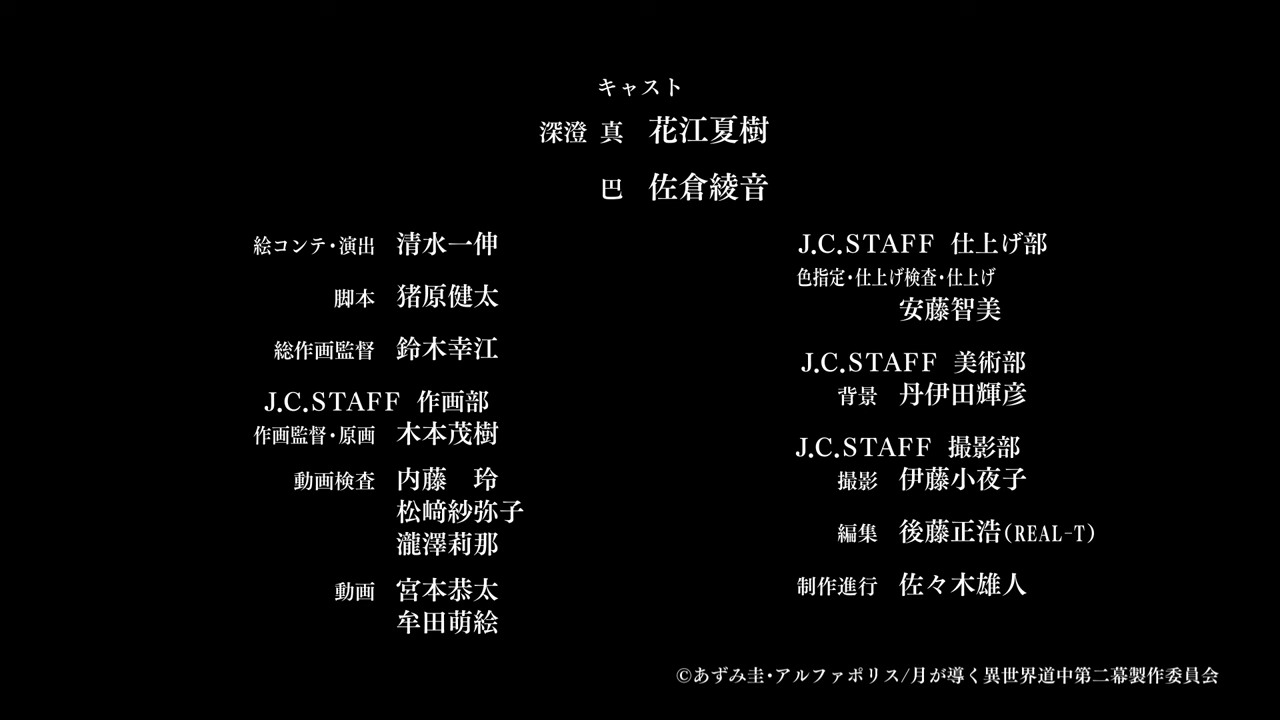 キャスト
深澄 真 花江夏樹
巴 佐倉綾音
絵コンテ・演出 清水一伸
脚本 猪原健太
総作画監督 鈴木幸江
J.C.STAFF 作画部
作画監督・原画 木本茂樹
動画検査 内藤 玲
松﨑紗弥子
瀧澤莉那
動画 宮本恭太
牟田萌絵
J.C.STAFF 仕上げ部
色指定・仕上げ検査・仕上げ
安藤智美
J.C.STAFF 美術部
背景 丹伊田輝彦
J.C.STAFF 撮影部
撮影 伊藤小夜子
編集 後藤正浩(REAL-T)
制作進行 佐々木雄人
©あずみ圭・アルファポリス/月が導く異世界道中第二幕製作委員会